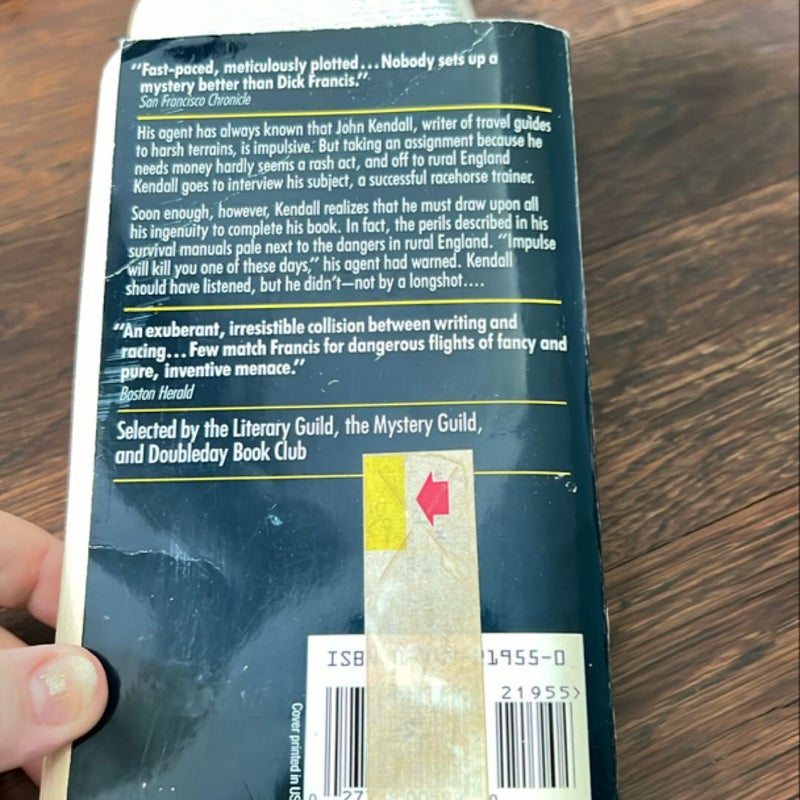 “Fast-paced, meticulously plotted...Nobody sets up a
mystery better than Dick Francis.”
San Francisco Chronicle
His agent has always known that John Kendall, writer of travel guides
to harsh terrains, is impulsive. But taking an assignment because he
needs money hardly seems a rash act, and off to rural England
Kendall goes to interview his subject, a successful racehorse trainer.
Soon enough, however, Kendall realizes that he must draw upon all
his ingenuity to complete his book. In fact, the perils described in his
survival manuals pale next to the dangers in rural England. “Impulse
will kill you one of these days,” his agent had warned. Kendall
should have listened, but he didn't—not by a longshot....
“An exuberant, irresistible collision between writing and
racing...Few match Francis for dangerous flights of fancy and
pure, inventive menace.”
Boston Herald
Selected by the Literary Guild, the Mystery Guild,
and Doubleday Book Club
21955-0
21955>
Cover printed in US